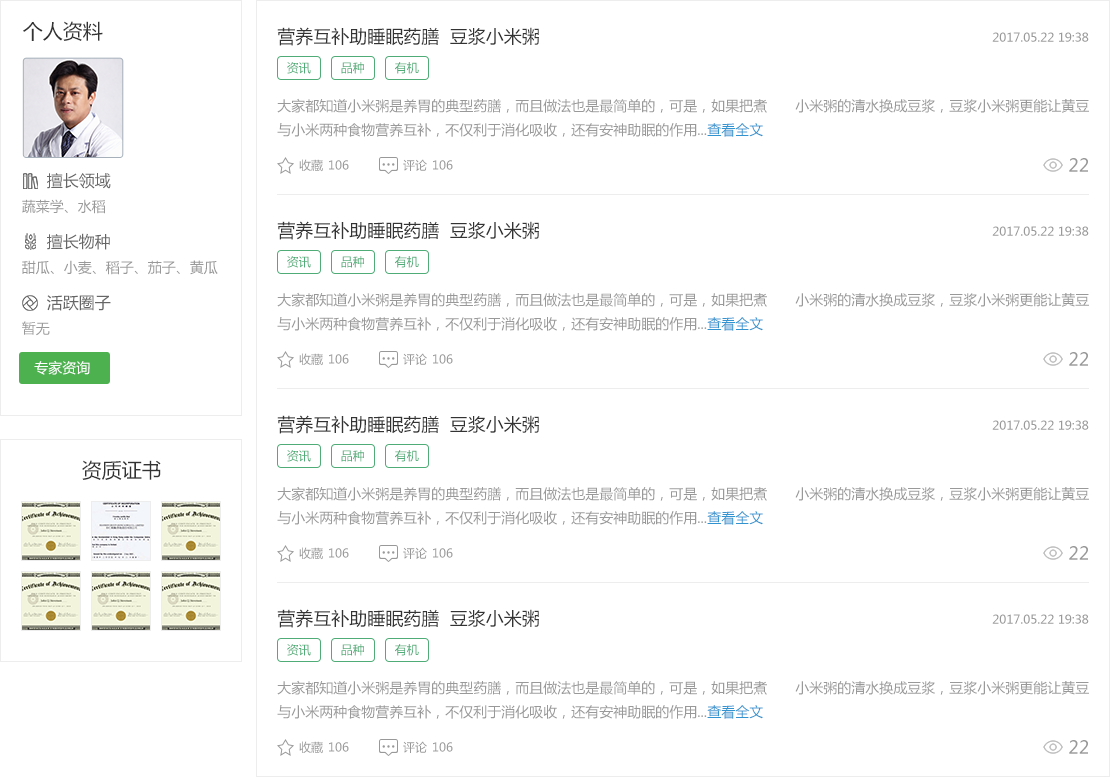 个人资料
擅长领域
蔬菜学、水稻
擅长物种
甜瓜、小麦、稻子、茄子、黄瓜
活跃圈子
暂无
专家资询
资质证书
营养互补助睡眠药膳 豆浆小米粥 2017.05.22 19:38
资讯 品种 有机
大家都知道小米粥是养胃的典型药膳，而且做法也是最简单的，可是，如果把煮 小米粥的清水换成豆浆，豆浆小米粥更能让黄豆
与小米两种食物营养互补，不仅利于消化吸收，还有安神助眠的作用...查看全文
收藏 106 评论 106 22
营养互补助睡眠药膳 豆浆小米粥 2017.05.22 19:38
资讯 品种 有机
大家都知道小米粥是养胃的典型药膳，而且做法也是最简单的，可是，如果把煮 小米粥的清水换成豆浆，豆浆小米粥更能让黄豆
与小米两种食物营养互补，不仅利于消化吸收，还有安神助眠的作用...查看全文
收藏 106 评论 106 22
营养互补助睡眠药膳 豆浆小米粥 2017.05.22 19:38
资讯 品种 有机
大家都知道小米粥是养胃的典型药膳，而且做法也是最简单的，可是，如果把煮 小米粥的清水换成豆浆，豆浆小米粥更能让黄豆
与小米两种食物营养互补，不仅利于消化吸收，还有安神助眠的作用...查看全文
收藏 106 评论 106 22
营养互补助睡眠药膳 豆浆小米粥 2017.05.22 19:38
资讯 品种 有机
大家都知道小米粥是养胃的典型药膳，而且做法也是最简单的，可是，如果把煮 小米粥的清水换成豆浆，豆浆小米粥更能让黄豆
与小米两种食物营养互补，不仅利于消化吸收，还有安神助眠的作用...查看全文
收藏 106 评论 106 22